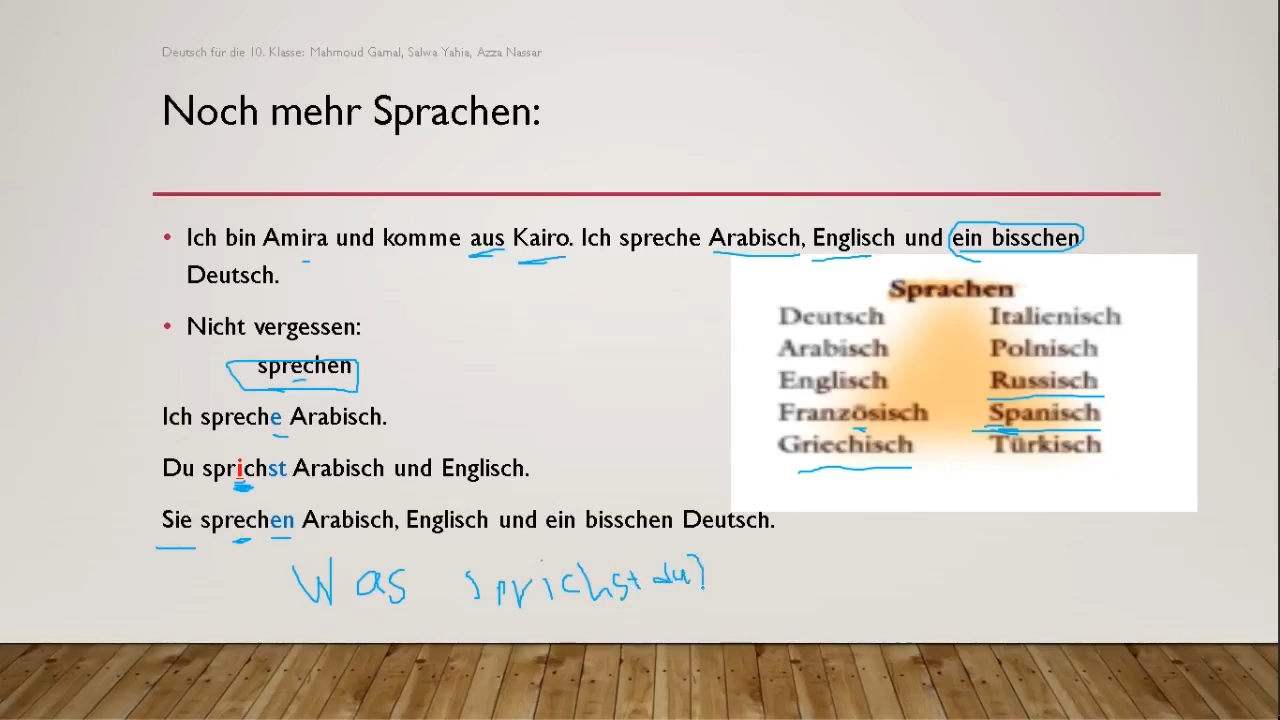 Deutsch für die 10. Klasse: Mahmoud Gamal, Salwa Yahia, Azza Nassar
Noch mehr Sprachen:
• Ich bin Amira und komme aus Kairo. Ich spreche Arabisch, Englisch und ein bisschen
Deutsch.
• Nicht vergessen:
sprechen
Ich spreche Arabisch.
Du sprichst Arabisch und Englisch.
Sie sprechen Arabisch, Englisch und ein bisschen Deutsch.
Was sprichst du?
Sprachen
Deutsch Italienisch
Arabisch Polnisch
Englisch Russisch
Französisch Spanisch
Griechisch Türkisch